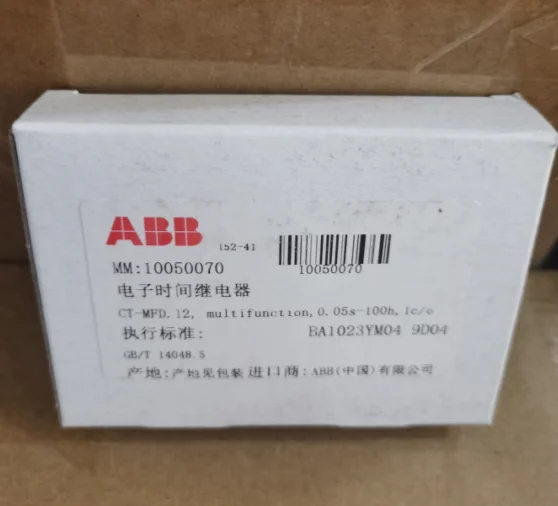 ABB
i52-41
MM:10050070
10050070
电子时间继电器
CT-MFD.12, multifunction,0.05s-100h,1c/o
执行标准: BA1023YM04 9D04
GB/T 14048.5
产地:产地见包装 进口商:ABB(中国)有限公司